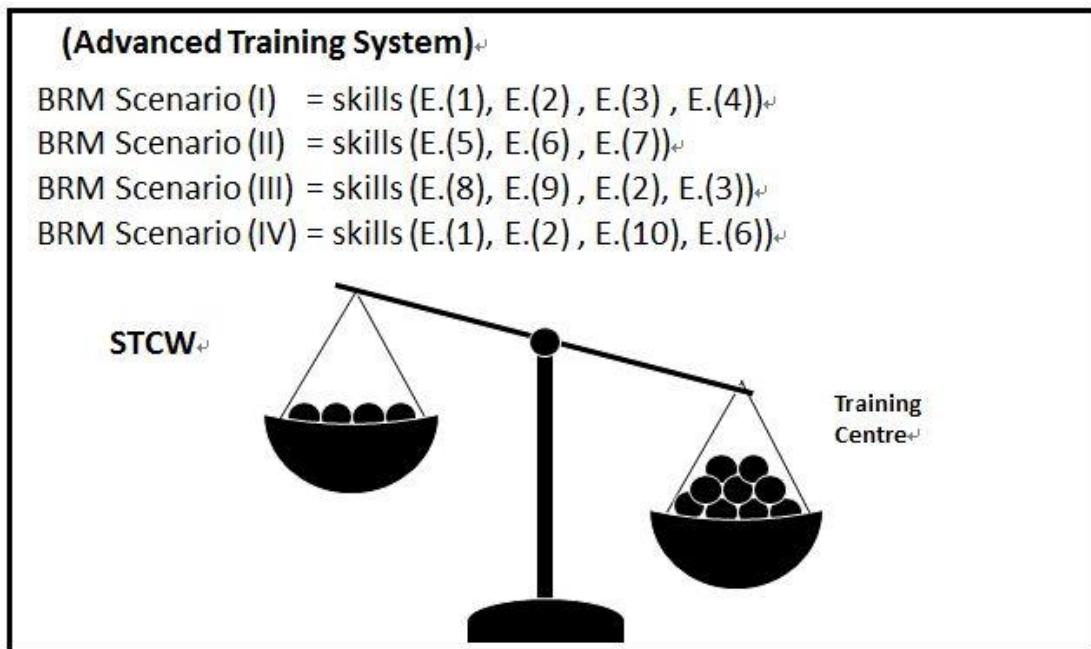 (Advanced Training System)↵
BRM Scenario (I) = skills (E.(1), E.(2) , E.(3) , E.(4))↵
BRM Scenario (II) = skills (E.(5), E.(6) , E.(7))↵
BRM Scenario (III) = skills (E.(8), E.(9) , E.(2), E.(3))↵
BRM Scenario (IV) = skills (E.(1), E.(2) , E.(10), E.(6))↵
STCW↵
Training
Centre↵